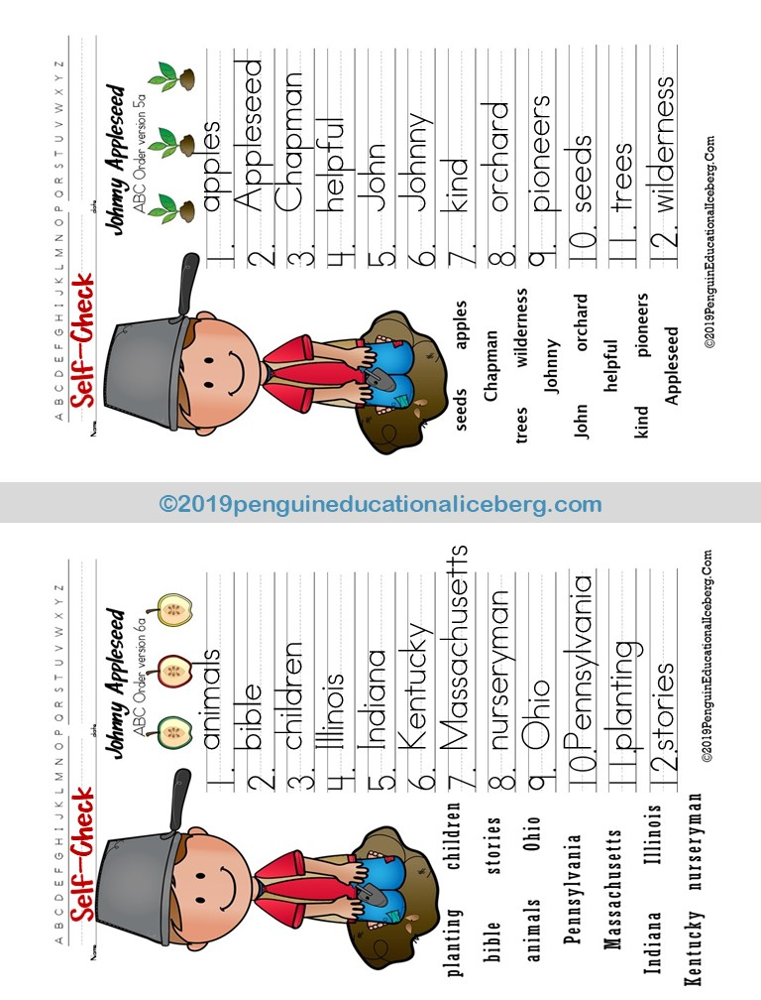 A B C D E F G H I J K L M N O P Q R S T U V W X Y Z
Self-Check
Name
date
Johnny Appleseed
ABC Order version 5a
1. apples
2. Appleseed
3. Chapman
4. helpful
5. John
6. Johnny
7. kind
8. orchard
9. pioneers
10. seeds
11. trees
12. wilderness
seeds apples
Chapman
trees wilderness
Johnny
John orchard
helpful
kind pioneers
Appleseed
©2019PenguinEducationalIceberg.Com
©2019penguineducationaliceberg.com
A B C D E F G H I J K L M N O P Q R S T U V W X Y Z
Self-Check
Name
date
Johnny Appleseed
ABC Order version 6a
1. animals
2. bible
3. children
4. Illinois
5. Indiana
6. Kentucky
7. Massachusetts
8. nurseryman
9. Ohio
10. Pennsylvania
11. planting
12. stories
planting children
bible stories
animals Ohio
Pennsylvania
Massachusetts
Indiana Illinois
Kentucky nurseryman
©2019PenguinEducationalIceberg.Com